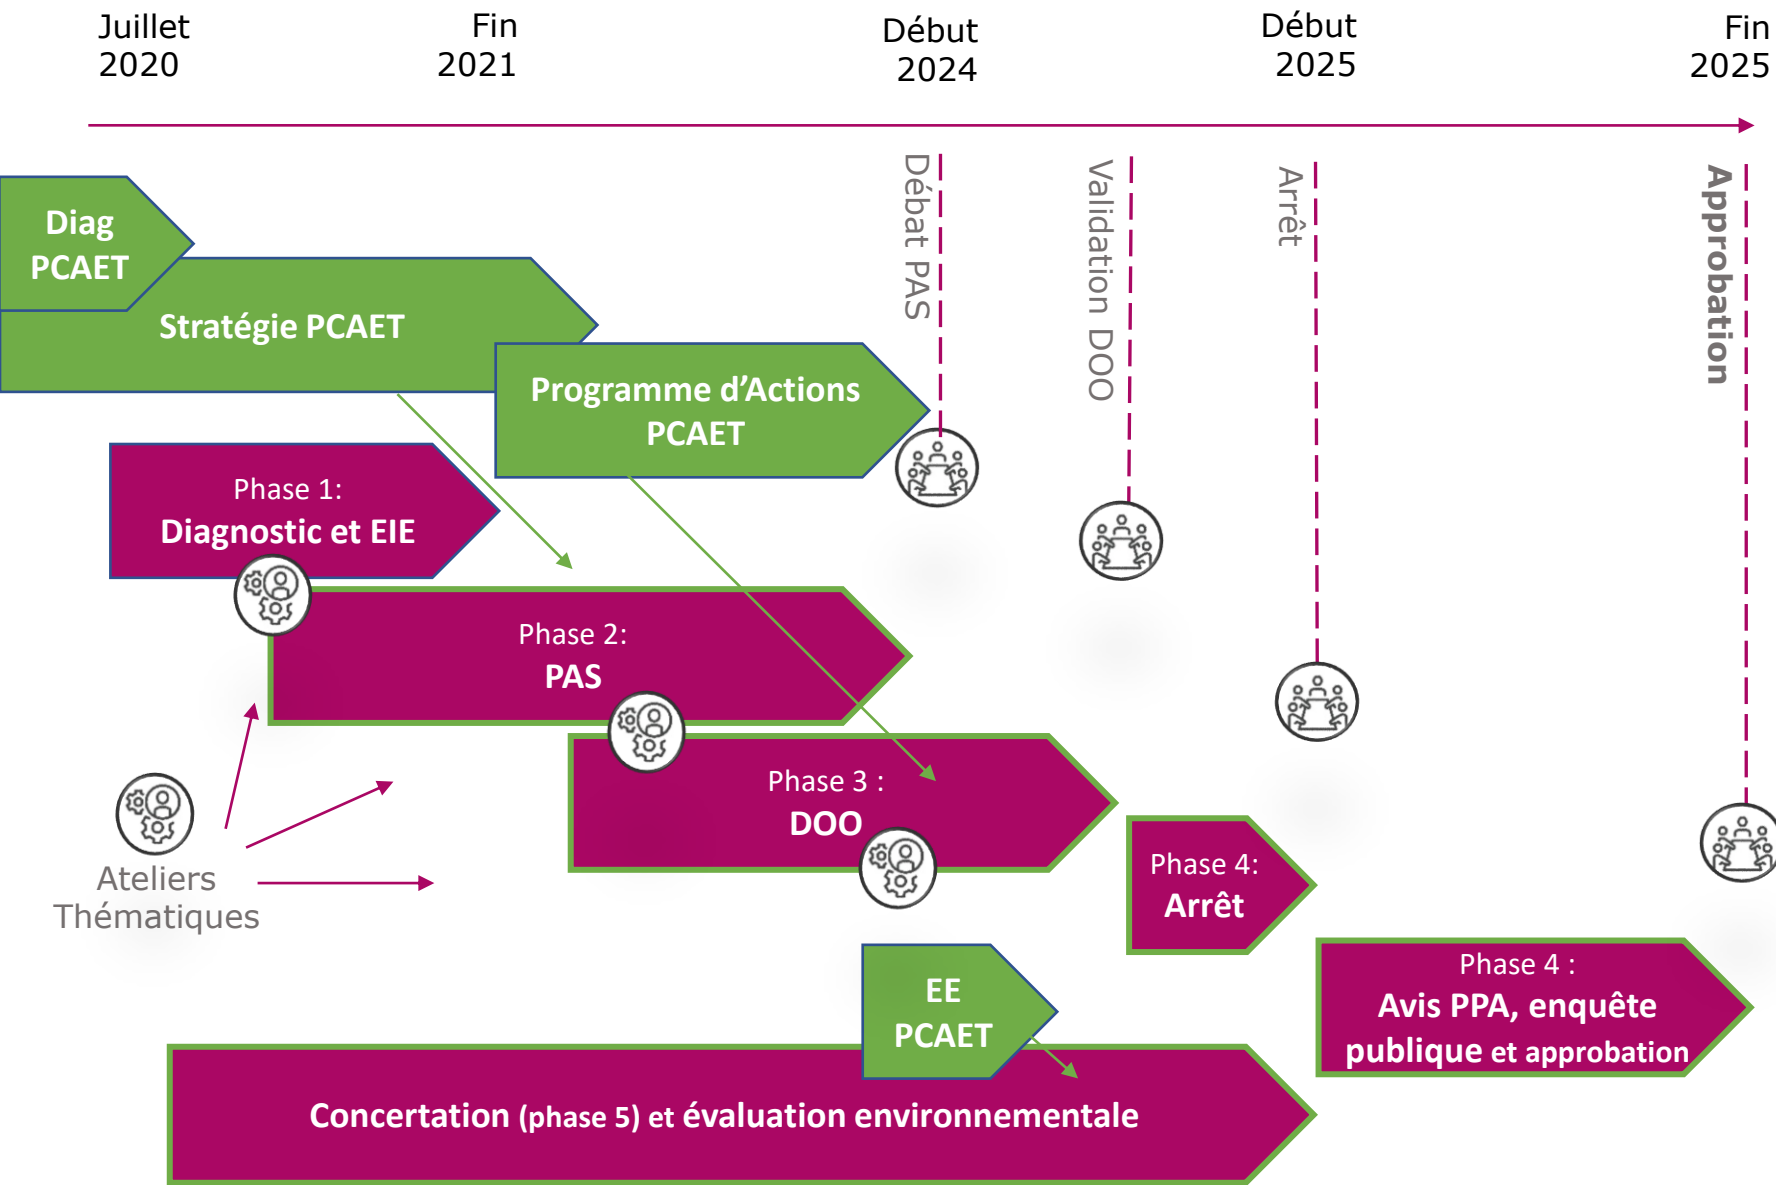 Juillet
2020
Fin
2021
Début
2024
Début
2025
Fin
2025
Débat PAS
Validation DOO
Arrêt
Approbation
Diag
PCAET
Stratégie PCAET
Programme d’Actions
PCAET
Phase 1:
Diagnostic et EIE
Phase 2:
PAS
Phase 3 :
DOO
Ateliers
Thématiques
Phase 4:
Arrêt
EE
PCAET
Phase 4 :
Avis PPA, enquête
publique et approbation
Concertation (phase 5) et évaluation environnementale